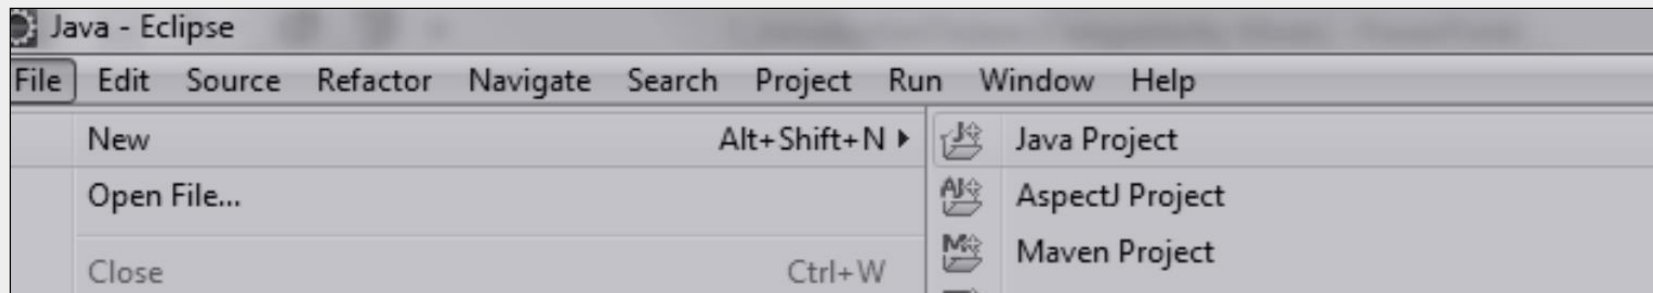 Java - Eclipse
File Edit Source Refactor Navigate Search Project Run Window Help
New Alt+Shift+N Java Project
Open File... AspectJ Project
Maven Project
Close Ctrl+W